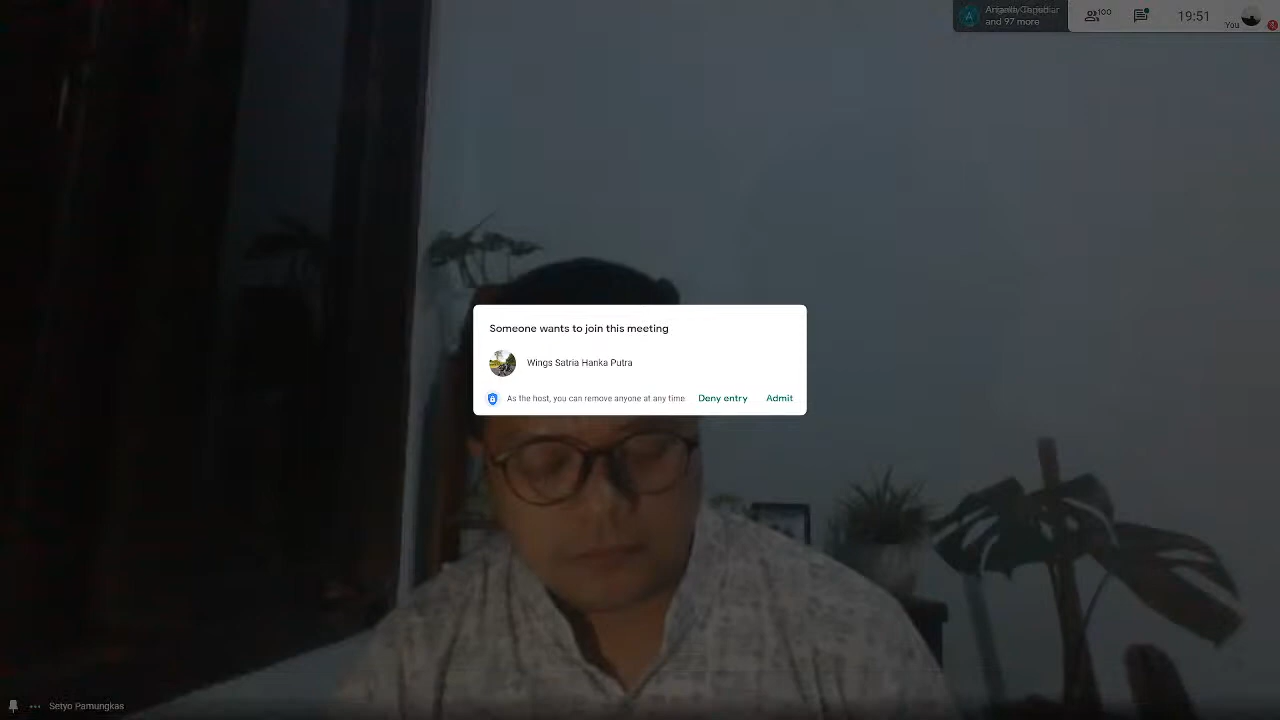 A
and 97 more
100
19:51
You
Someone wants to join this meeting
Wings Satria Hanka Putra
As the host, you can remove anyone at any time.
Deny entry
Admit
Setyo Pamungkas